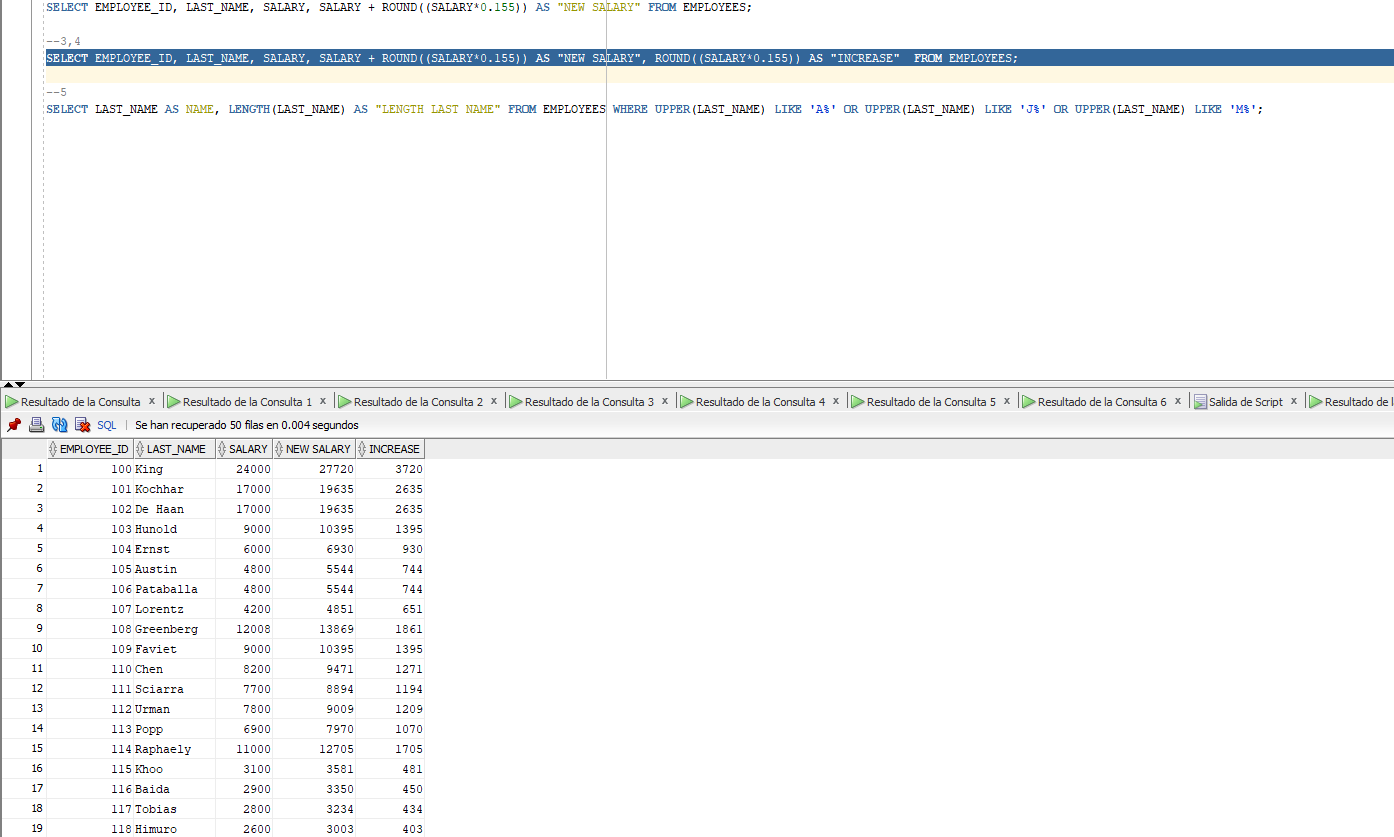 SELECT EMPLOYEE_ID, LAST_NAME, SALARY, SALARY + ROUND((SALARY*0.155)) AS "NEW SALARY" FROM EMPLOYEES;
--3,4
SELECT EMPLOYEE_ID, LAST_NAME, SALARY, SALARY + ROUND((SALARY*0.155)) AS "NEW SALARY", ROUND((SALARY*0.155)) AS "INCREASE"  FROM EMPLOYEES;
--5
SELECT LAST_NAME AS NAME, LENGTH(LAST_NAME) AS "LENGTH LAST NAME" FROM EMPLOYEES WHERE UPPER(LAST_NAME) LIKE 'A%' OR UPPER(LAST_NAME) LIKE 'J%' OR UPPER(LAST_NAME) LIKE 'M%';
Resultado de la Consulta x Resultado de la Consulta 1 x Resultado de la Consulta 2 x Resultado de la Consulta 3 x Resultado de la Consulta 4 x Resultado de la Consulta 5 x Resultado de la Consulta 6 x Salida de Script x Resultado de
SQL | Se han recuperado 50 filas en 0.004 segundos
EMPLOYEE_ID LAST_NAME SALARY NEW SALARY INCREASE
1 100 King 24000 27720 3720
2 101 Kochhar 17000 19635 2635
3 102 De Haan 17000 19635 2635
4 103 Hunold 9000 10395 1395
5 104 Ernst 6000 6930 930
6 105 Austin 4800 5544 744
7 106 Pataballa 4800 5544 744
8 107 Lorentz 4200 4851 651
9 108 Greenberg 12008 13869 1861
10 109 Faviet 9000 10395 1395
11 110 Chen 8200 9471 1271
12 111 Sciarra 7700 8894 1194
13 112 Urman 7800 9009 1209
14 113 Popp 6900 7970 1070
15 114 Raphaely 11000 12705 1705
16 115 Khoo 3100 3581 481
17 116 Baida 2900 3350 450
18 117 Tobias 2800 3234 434
19 118 Himuro 2600 3003 403